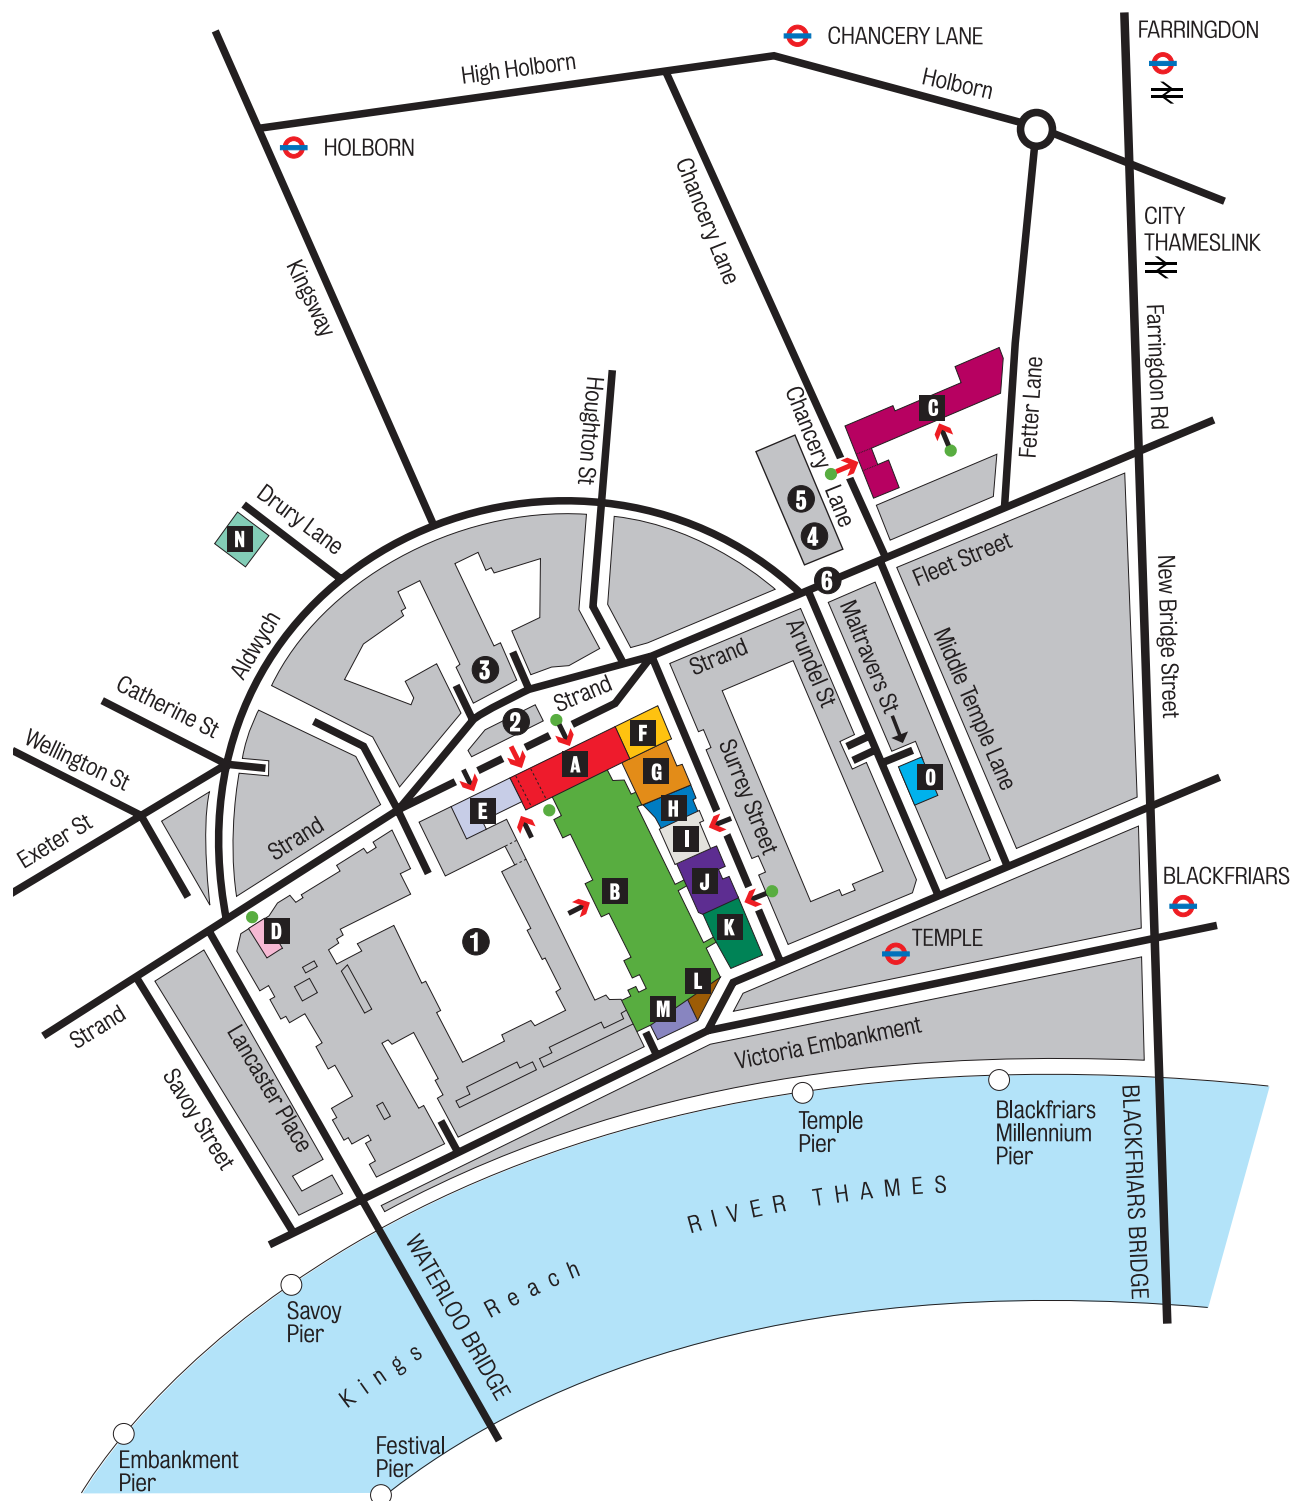 CHANCERY LANE
FARRINGDON
High Holborn
Holborn
HOLBORN
Chancery Lane
CITY
THAMESLINK
Kingsway
Farringdon Rd
Houghton St
Chancery
Lane
Fetter Lane
C
5
4
6
Drury Lane
N
Fleet Street
New Bridge Street
Aldwych
Maltravers St
Arundel St
Middle Temple Lane
Strand
3
Catherine St
Strand
2
Wellington St
F
A
G
Surrey Street
O
E
H
Exeter St
Strand
I
J
B
BLACKFRIARS
K
D
1
TEMPLE
L
M
Strand
Lancaster Place
Victoria Embankment
Savoy Street
Temple
Pier
Blackfriars
Millennium
Pier
BLACKFRIARS BRIDGE
RIVER THAMES
WATERLOO BRIDGE
Kings Reach
Savoy
Pier
Embankment
Pier
Festival
Pier